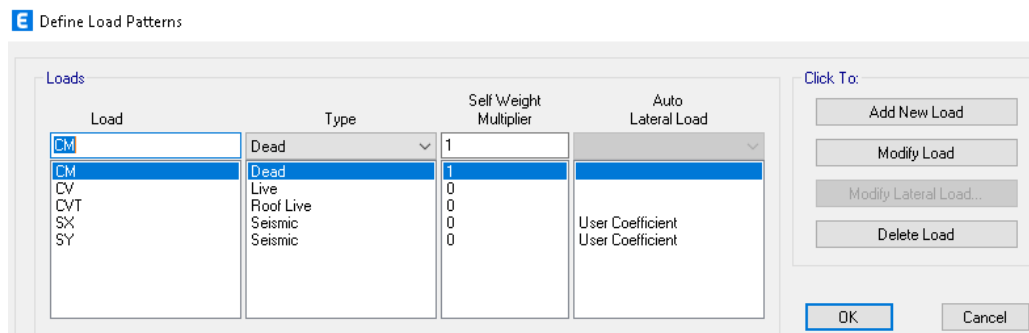 E Define Load Patterns
Loads
Click To:
Load Type Self Weight Multiplier Auto Lateral Load
CM Dead 1
CM Dead 1
CV Live 0
CVT Roof Live 0
SX Seismic 0 User Coefficient
SY Seismic 0 User Coefficient
Add New Load
Modify Load
Modify Lateral Load...
Delete Load
OK Cancel